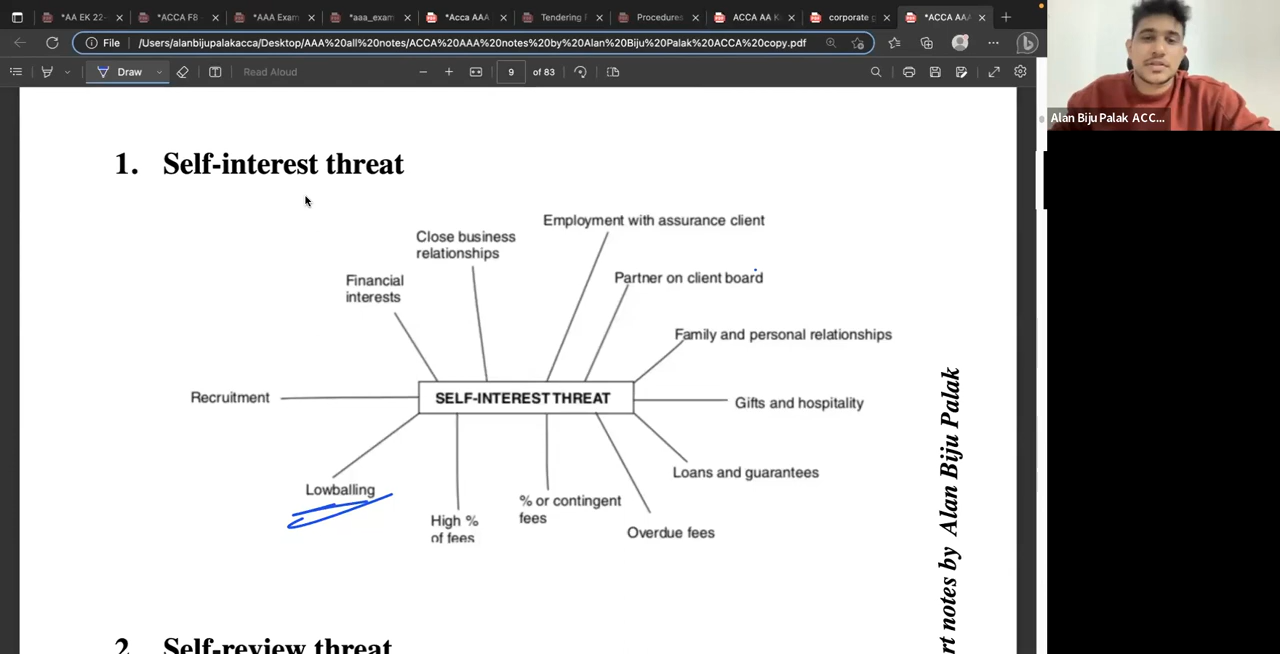 *AA EK 22-
*ACCA F8 -
*AAA Exam
*aaa_exam
*Acca AAA
Tendering
Procedures
ACCA AA K
corporate g
*ACCA AAA
File /Users/alanbijupalakacca/Desktop/AAA%20all%20notes/ACCA%20AAA%20notes%20by%20Alan%20Biju%20Palak%20ACCA%20copy.pdf
Draw
Read Aloud
9 of 83
Alan Biju Palak ACC...
1. Self-interest threat
Employment with assurance client
Close business
relationships
Partner on client board
Financial
interests
Family and personal relationships
Recruitment
SELF-INTEREST THREAT
Gifts and hospitality
Loans and guarantees
Lowballing
% or contingent
fees
High %
of fees
Overdue fees
rt notes by Alan Biju Palak
2. Self-review threat